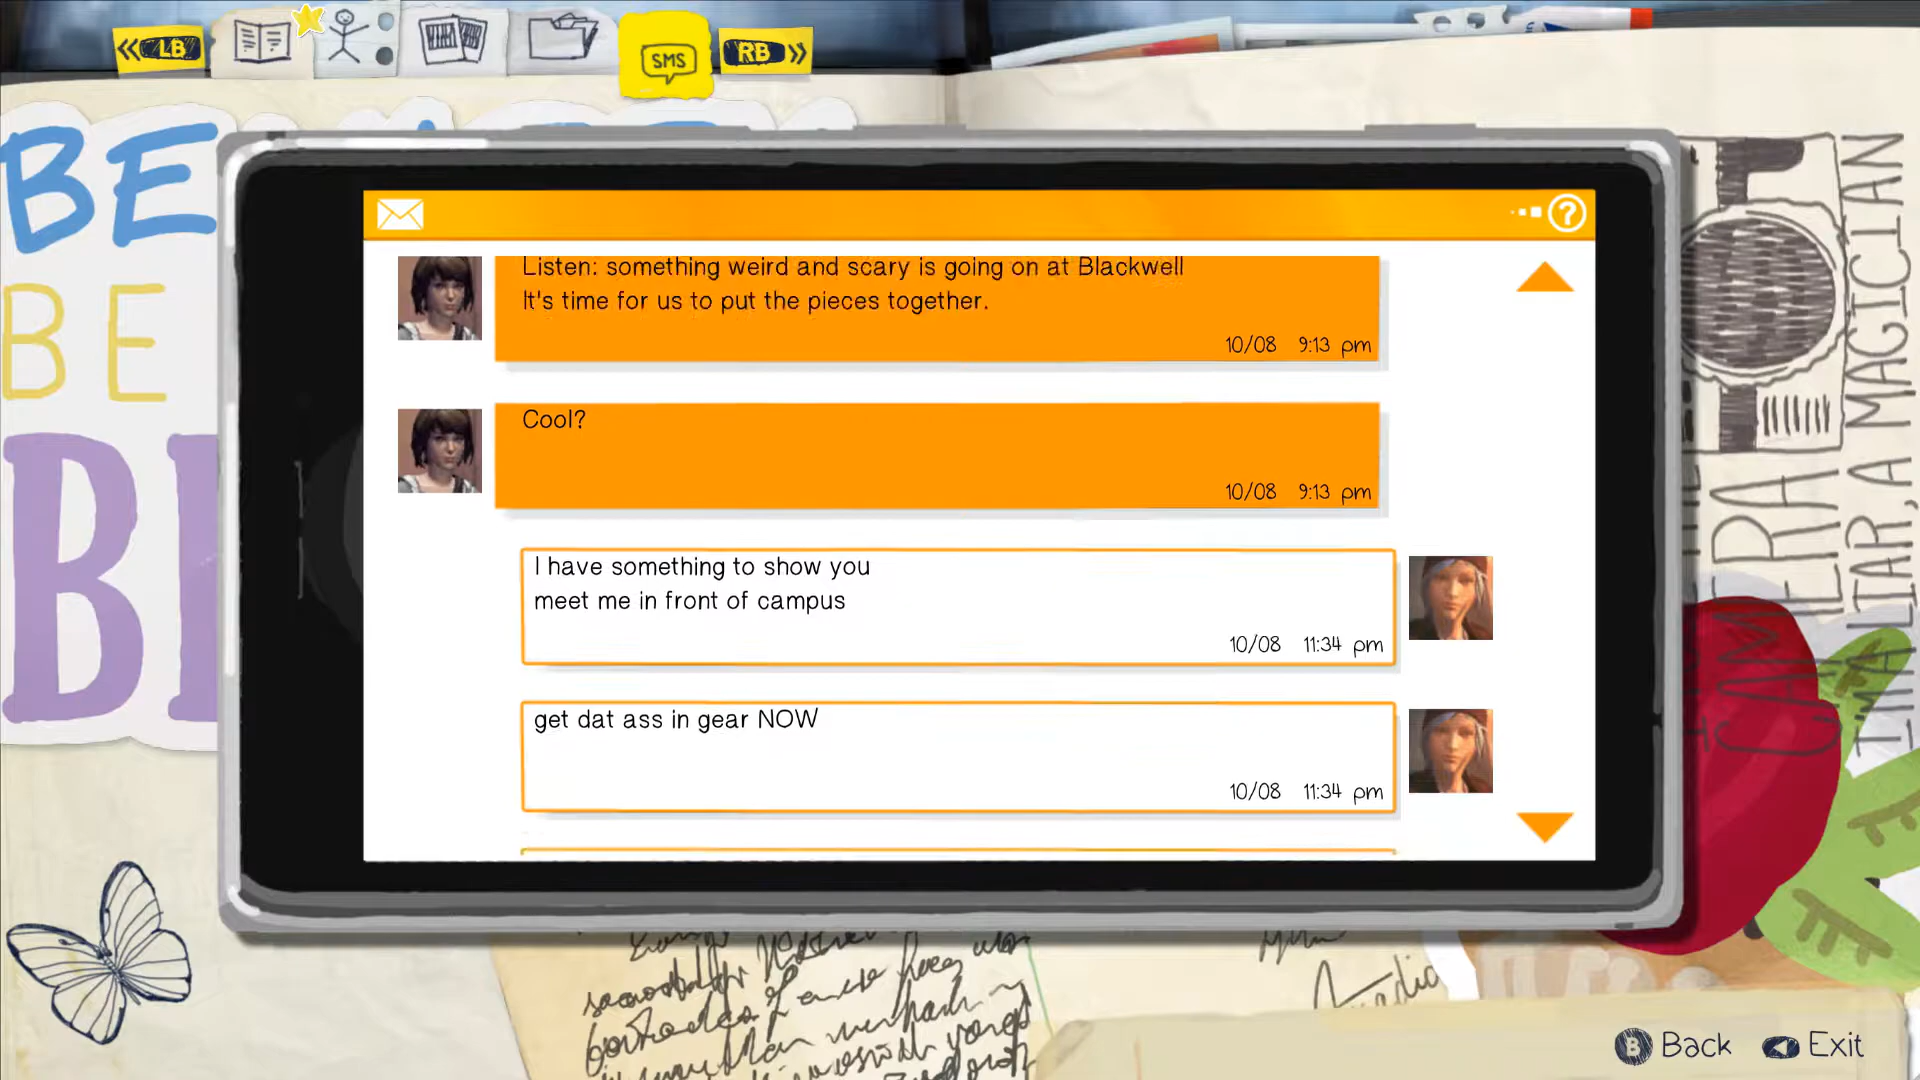 LB
SMS
RB
BE
BE
Listen: something weird and scary is going on at Blackwell
It's time for us to put the pieces together.
10/08 9:13 pm
Cool?
10/08 9:13 pm
I have something to show you
meet me in front of campus
10/08 11:34 pm
get dat ass in gear NOW
10/08 11:34 pm
CAMERA
LIAR, A MAGICIAN
B Back
Exit